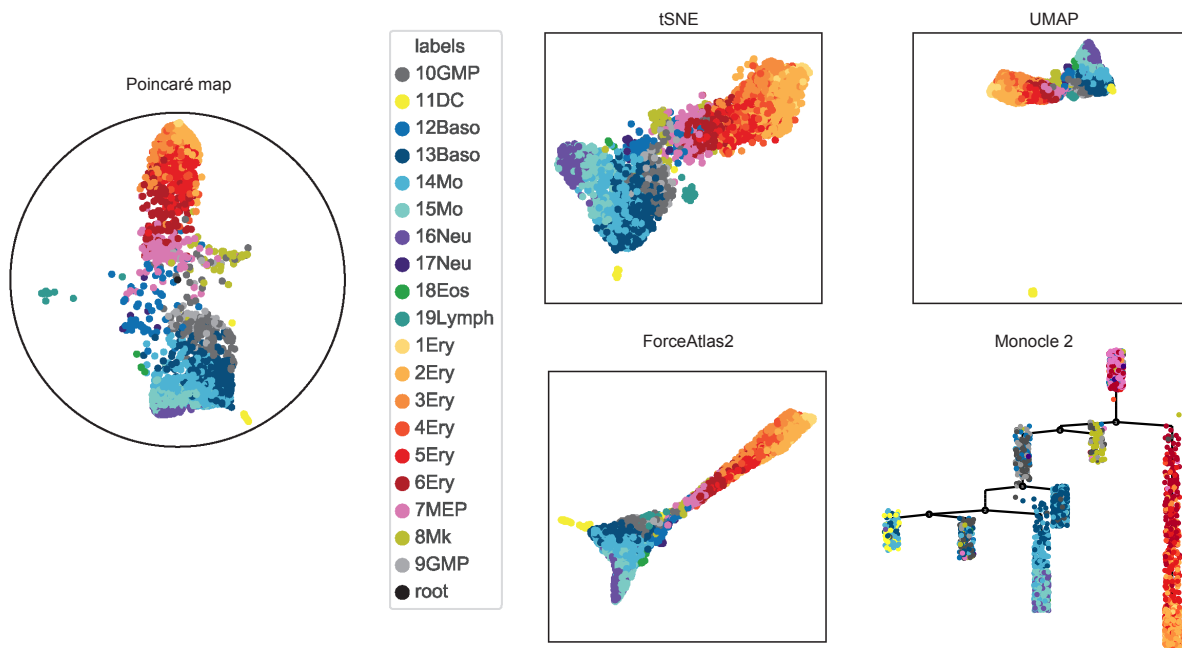 Poincaré map
labels
10GMP
11DC
12Baso
13Baso
14Mo
15Mo
16Neu
17Neu
18Eos
19Lymph
1Ery
2Ery
3Ery
4Ery
5Ery
6Ery
7MEP
8Mk
9GMP
root
tSNE
UMAP
ForceAtlas2
Monocle 2